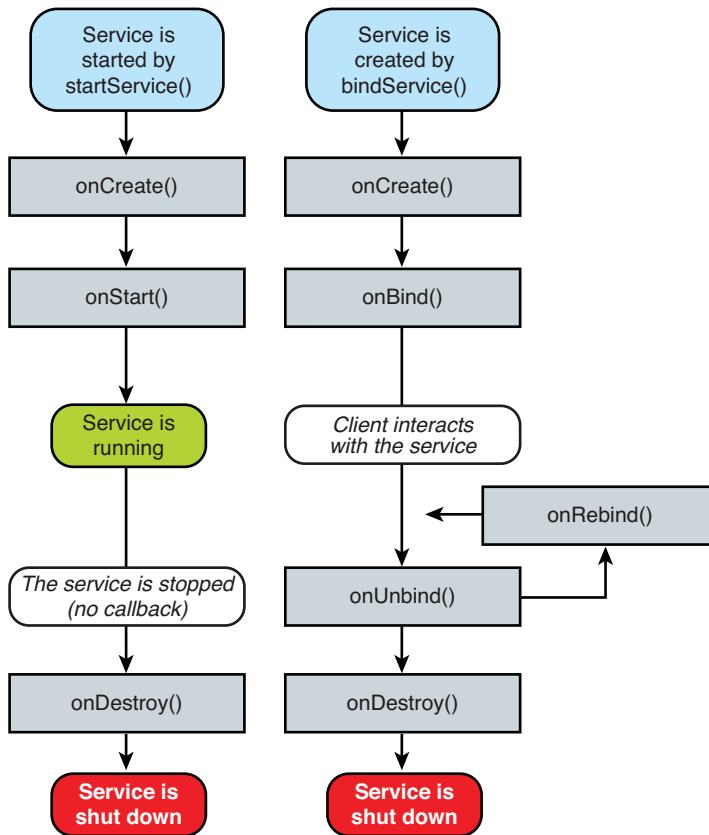 Service is
started by
startService()
onCreate()
onStart()
Service is
running
The service is stopped
(no callback)
onDestroy()
Service is
shut down
Service is
created by
bindService()
onCreate()
onBind()
Client interacts
with the service
onRebind()
onUnbind()
onDestroy()
Service is
shut down